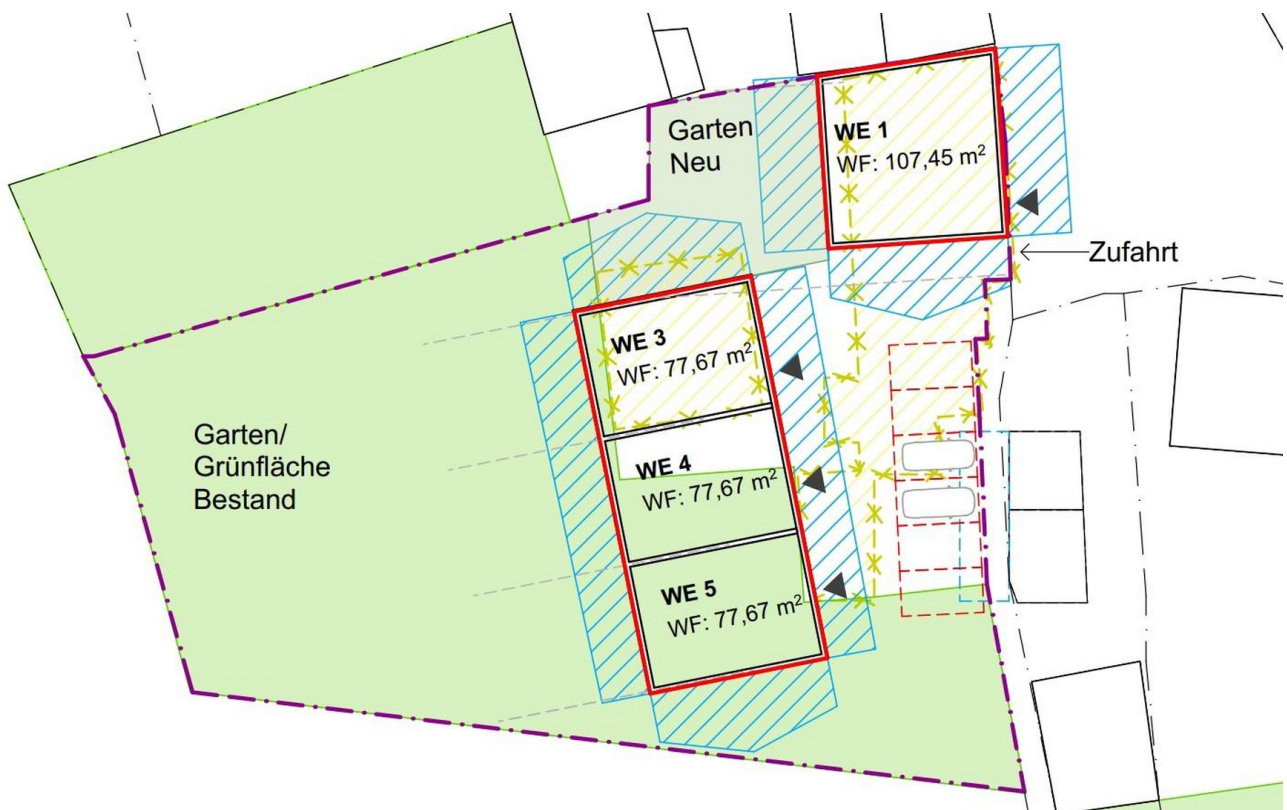 Garten
Neu
WE 1
WF: 107,45 m²
Zufahrt
WE 3
WF: 77,67 m²
Garten/
Grünfläche
Bestand
WE 4
WF: 77,67 m²
WE 5
WF: 77,67 m²